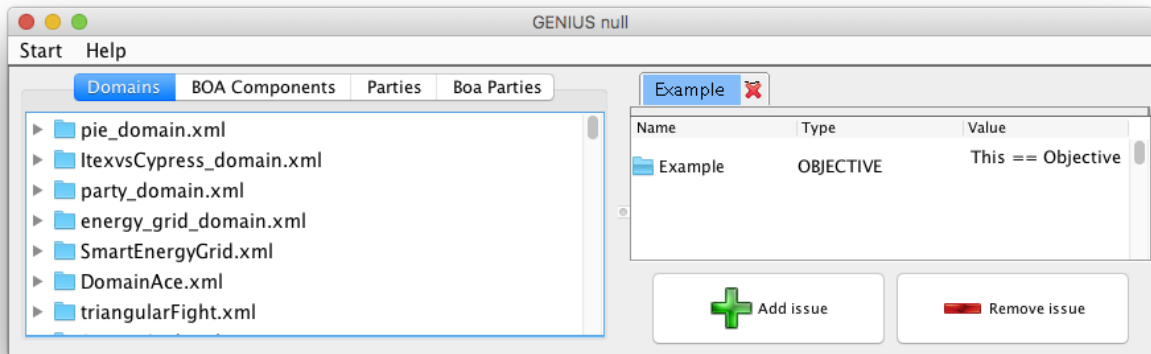 GENIUS null
Start Help
Domains BOA Components Parties Boa Parties
pie_domain.xml
ItexvsCypress_domain.xml
party_domain.xml
energy_grid_domain.xml
SmartEnergyGrid.xml
DomainAce.xml
triangularFight.xml
Example
Name Type Value
Example OBJECTIVE This == Objective
Add issue Remove issue